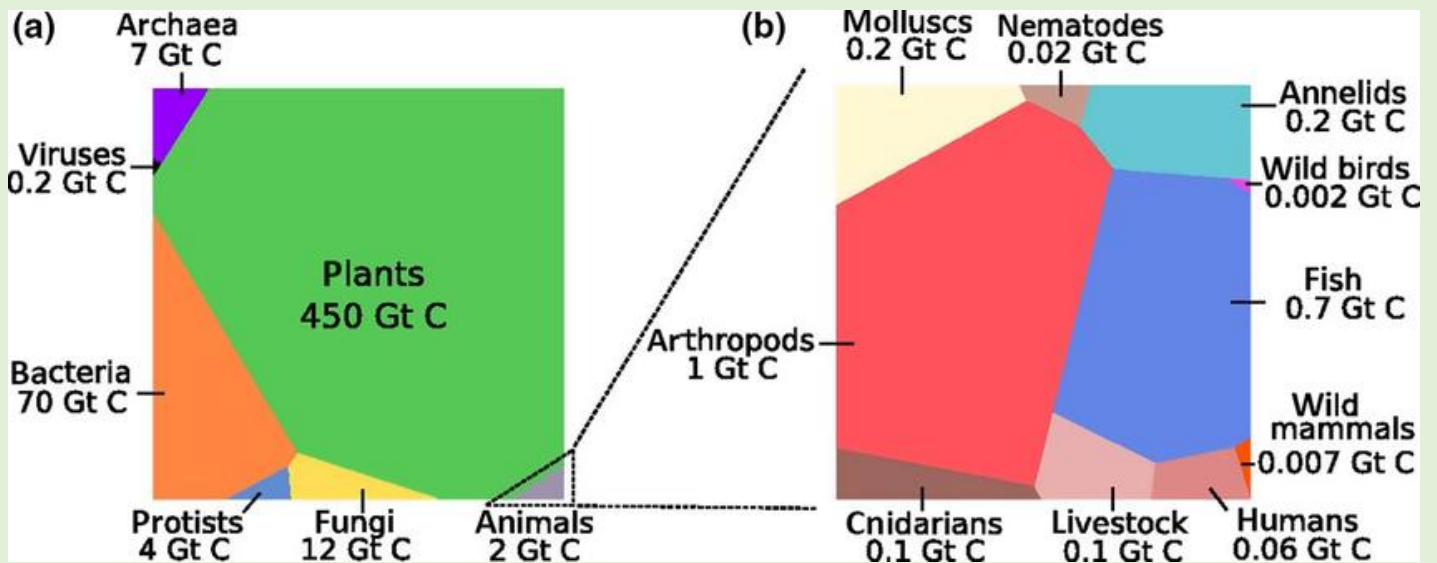 (a)
Archaea
7 Gt C
Viruses
0.2 Gt C
Plants
450 Gt C
Bacteria
70 Gt C
Protists
4 Gt C
Fungi
12 Gt C
Animals
2 Gt C
(b)
Molluscs
0.2 Gt C
Nematodes
0.02 Gt C
Annelids
0.2 Gt C
Wild birds
0.002 Gt C
Fish
0.7 Gt C
Arthropods
1 Gt C
Wild
mammals
0.007 Gt C
Cnidarians
0.1 Gt C
Livestock
0.1 Gt C
Humans
0.06 Gt C